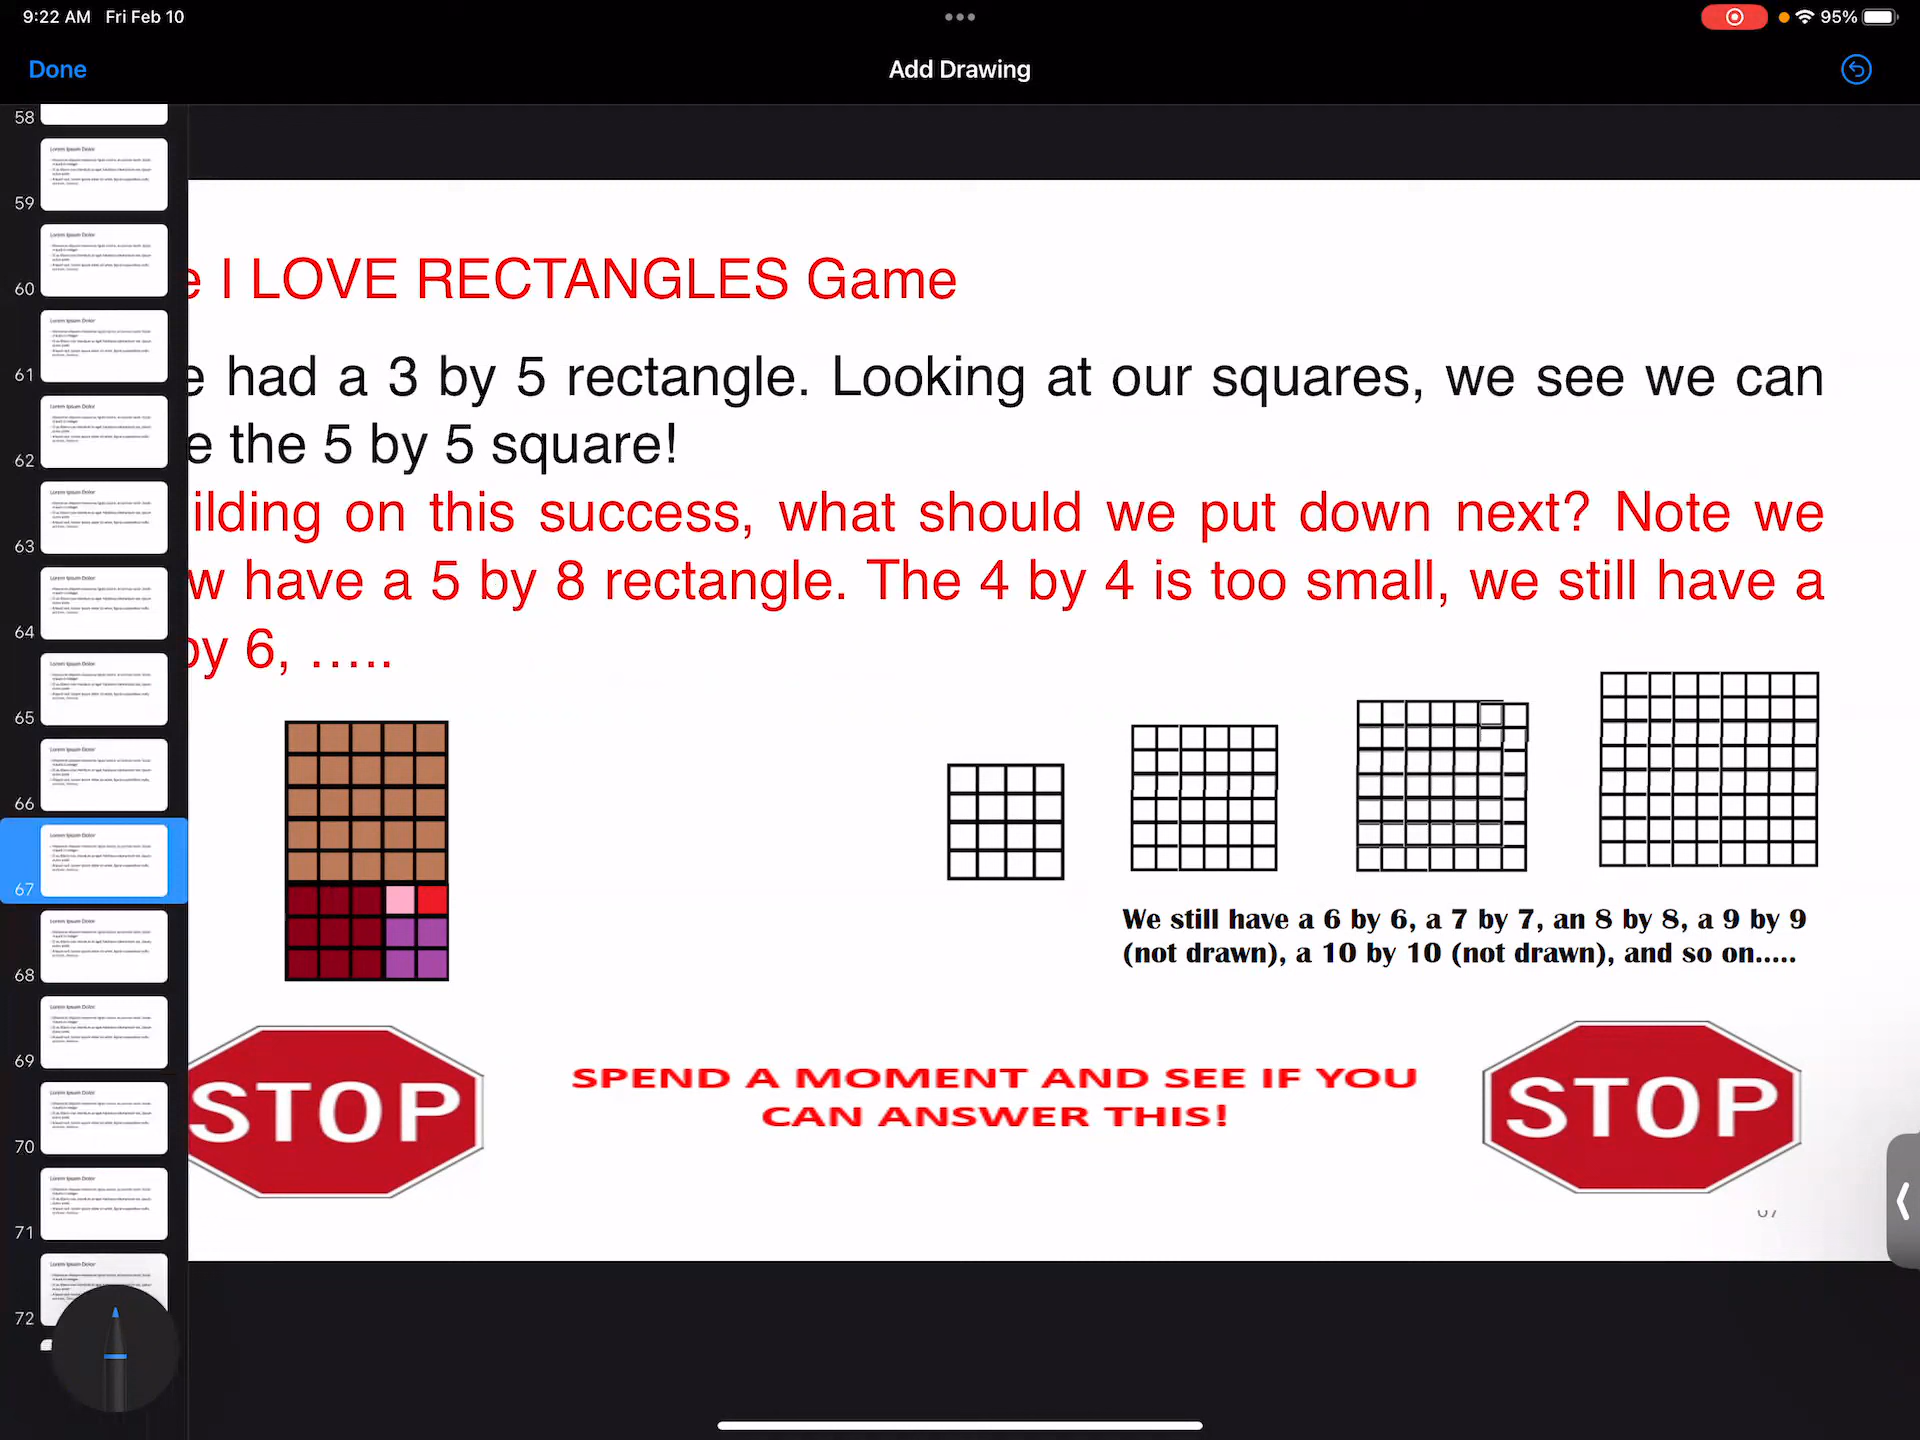 9:22 AM Fri Feb 10
95%
Done
Add Drawing
58
59
60
61
62
63
64
65
66
67
68
69
70
71
72
e I LOVE RECTANGLES Game
e had a 3 by 5 rectangle. Looking at our squares, we see we can
e the 5 by 5 square!
ilding on this success, what should we put down next? Note we
w have a 5 by 8 rectangle. The 4 by 4 is too small, we still have a
by 6, .....
We still have a 6 by 6, a 7 by 7, an 8 by 8, a 9 by 9
(not drawn), a 10 by 10 (not drawn), and so on.....
STOP
SPEND A MOMENT AND SEE IF YOU
CAN ANSWER THIS!
STOP